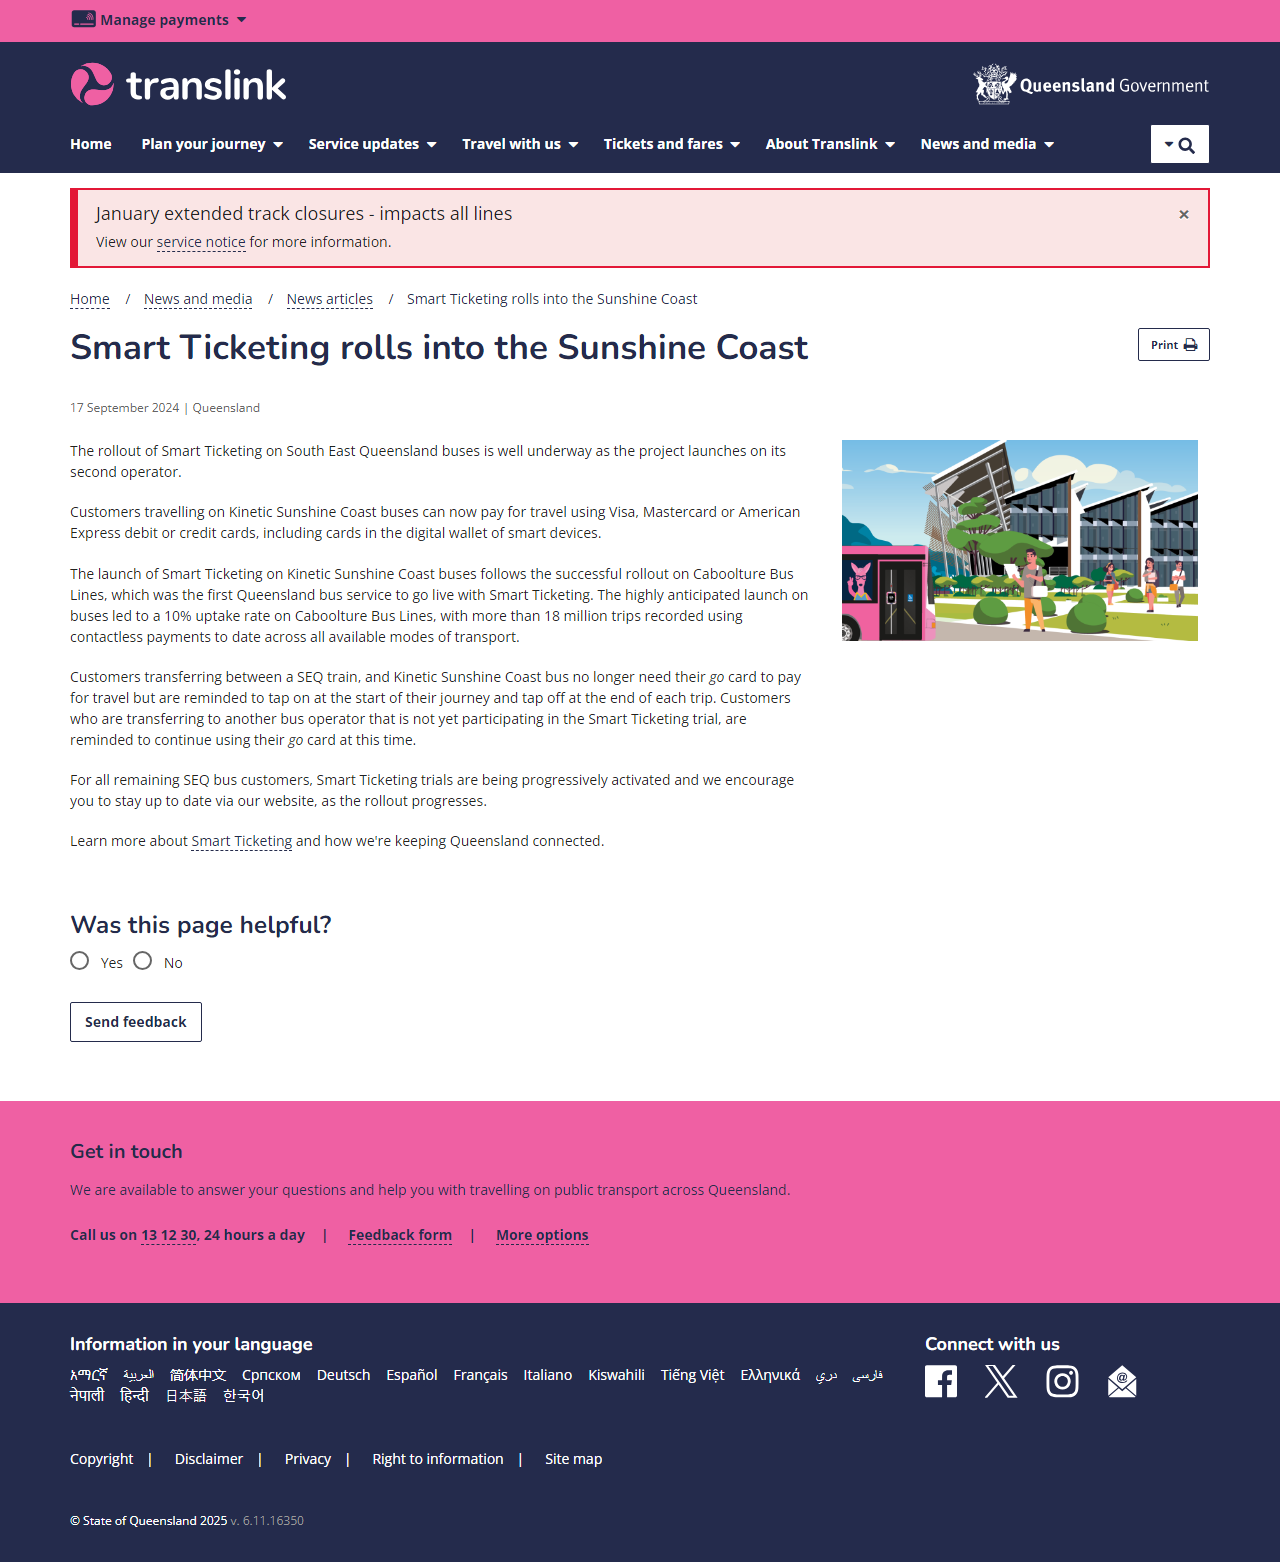 Manage payments
translink
Queensland Government
Home Plan your journey Service updates Travel with us Tickets and fares About Translink News and media
January extended track closures - impacts all lines ×
View our service notice for more information.
Home / News and media / News articles / Smart Ticketing rolls into the Sunshine Coast
Smart Ticketing rolls into the Sunshine Coast
Print
17 September 2024 | Queensland
The rollout of Smart Ticketing on South East Queensland buses is well underway as the project launches on its
second operator.
Customers travelling on Kinetic Sunshine Coast buses can now pay for travel using Visa, Mastercard or American
Express debit or credit cards, including cards in the digital wallet of smart devices.
The launch of Smart Ticketing on Kinetic Sunshine Coast buses follows the successful rollout on Caboolture Bus
Lines, which was the first Queensland bus service to go live with Smart Ticketing. The highly anticipated launch on
buses led to a 10% uptake rate on Caboolture Bus Lines, with more than 18 million trips recorded using
contactless payments to date across all available modes of transport.
Customers transferring between a SEQ train, and Kinetic Sunshine Coast bus no longer need their go card to pay
for travel but are reminded to tap on at the start of their journey and tap off at the end of each trip. Customers
who are transferring to another bus operator that is not yet participating in the Smart Ticketing trial, are
reminded to continue using their go card at this time.
For all remaining SEQ bus customers, Smart Ticketing trials are being progressively activated and we encourage
you to stay up to date via our website, as the rollout progresses.
Learn more about Smart Ticketing and how we're keeping Queensland connected.
Was this page helpful?
Yes No
Send feedback
Get in touch
We are available to answer your questions and help you with travelling on public transport across Queensland.
Call us on 13 12 30, 24 hours a day | Feedback form | More options
Information in your language
አማርኛ العربية 简体中文 Српском Deutsch Español Français Italiano Kiswahili Tiếng Việt Ελληνικά دري فارسی
नेपाली हिन्दी 日本語 한국어
Connect with us
Copyright | Disclaimer | Privacy | Right to information | Site map
© State of Queensland 2025 v. 6.11.16350